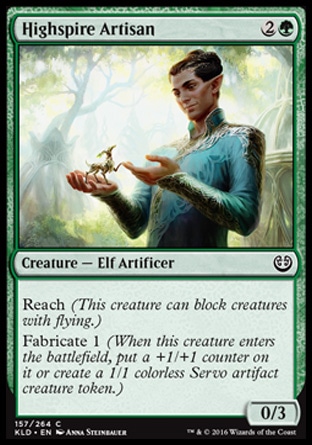 Highspire Artisan 2
Creature — Elf Artificer
Reach (This creature can block creatures
with flying.)
Fabricate 1 (When this creature enters
the battlefield, put a +1/+1 counter on
it or create a 1/1 colorless Servo artifact
creature token.)
0/3
157/264 C
KLD • EN Anna Steinbauer ™ & © 2016 Wizards of the Coast